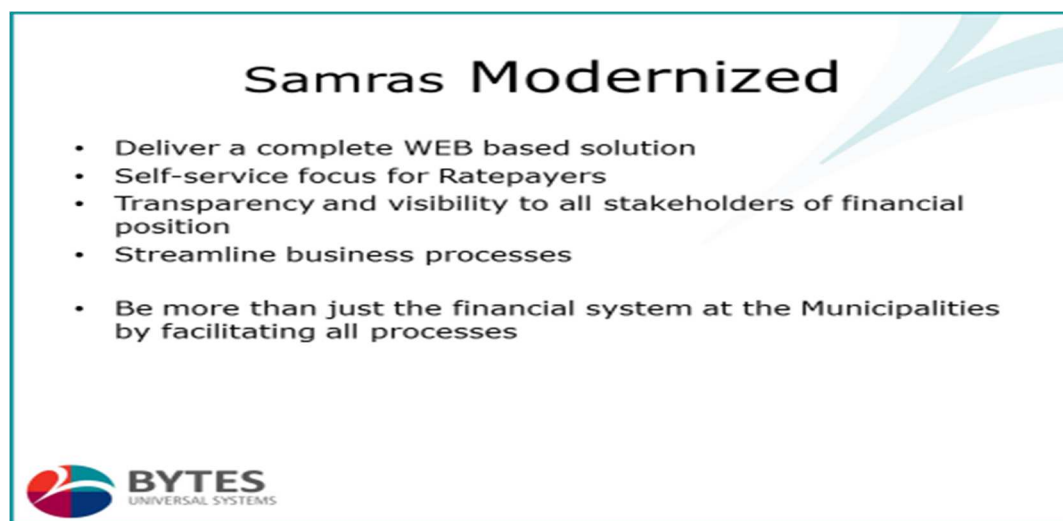 Samras Modernized
• Deliver a complete WEB based solution
• Self-service focus for Ratepayers
• Transparency and visibility to all stakeholders of financial
position
• Streamline business processes
• Be more than just the financial system at the Municipalities
by facilitating all processes
BYTES
UNIVERSAL SYSTEMS